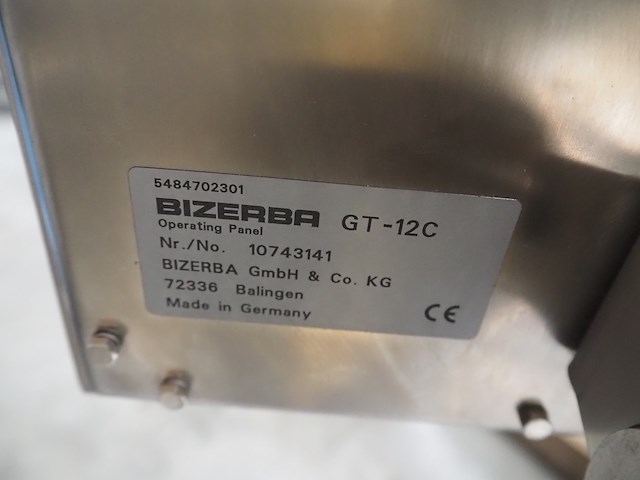 5484702301
BIZERBA GT-12C
Operating Panel
Nr./No. 10743141
BIZERBA GmbH & Co. KG
72336 Balingen
Made in Germany CE